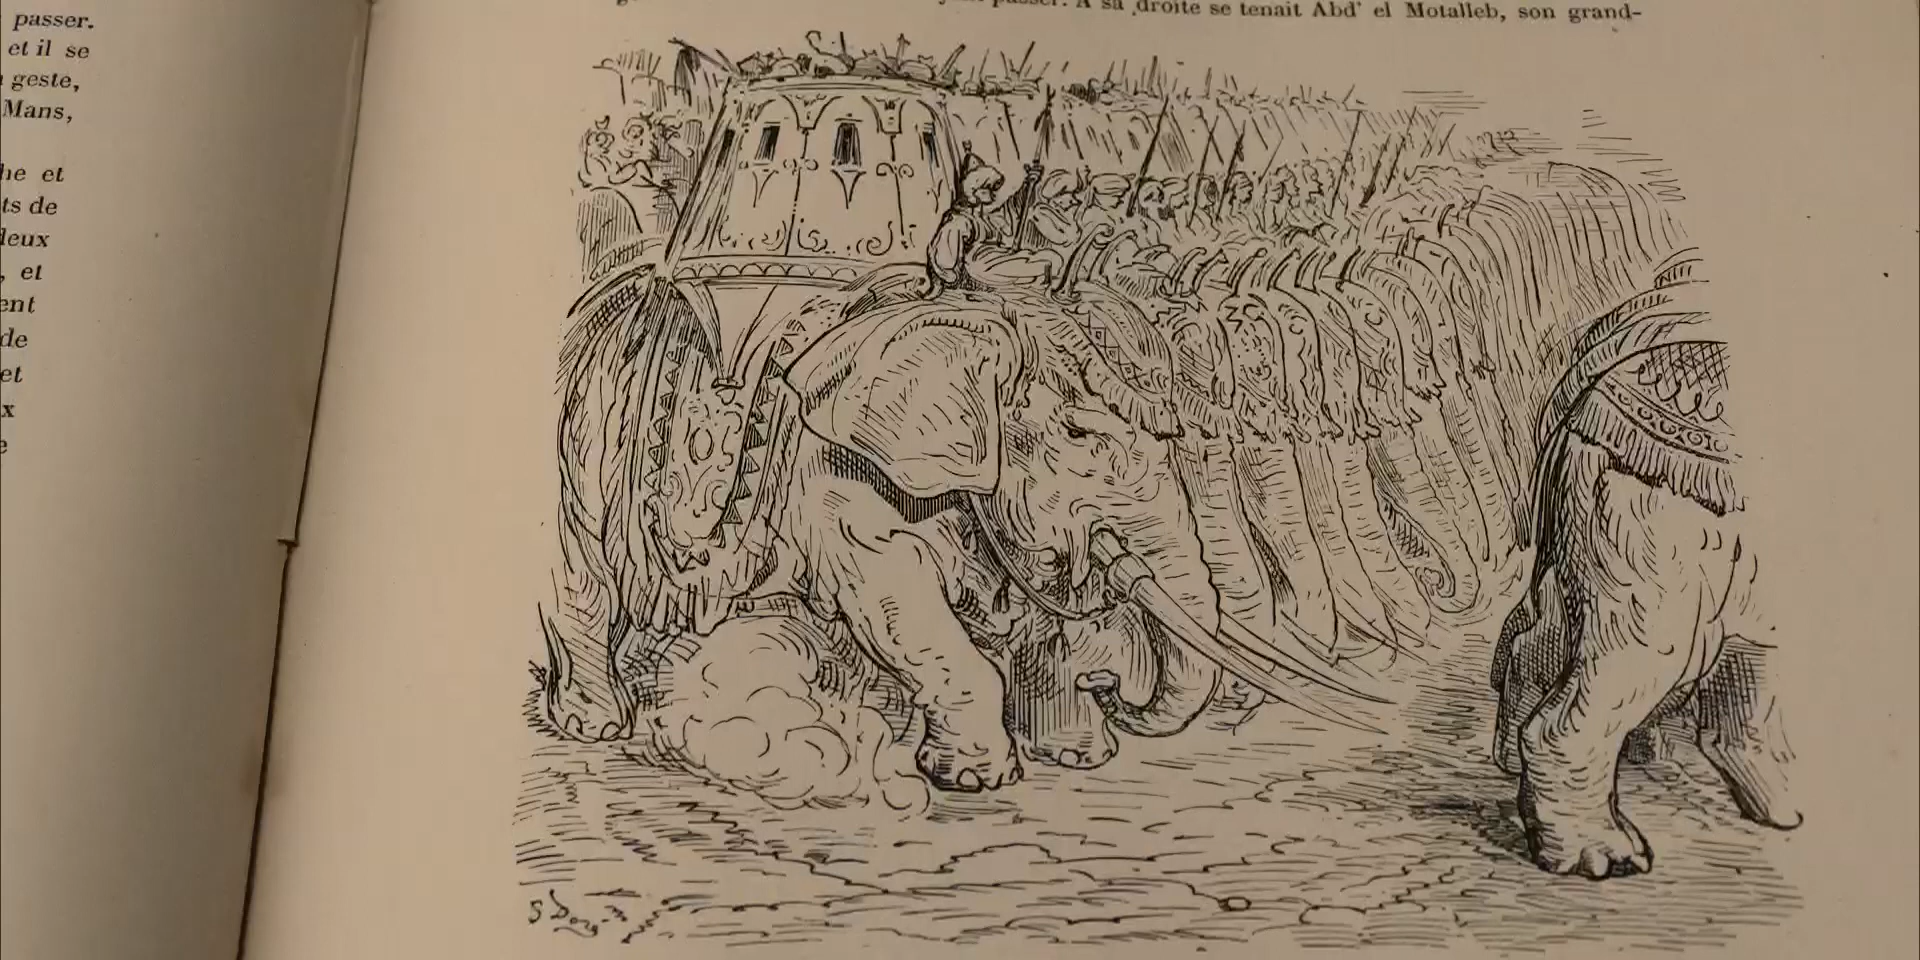 passer.
et il se
geste,
Mans,
he et
ts de
deux
, et
ent
de
et
x
e
passer. A sa droite se tenait Abd' el Motalleb, son grand-
G Doré